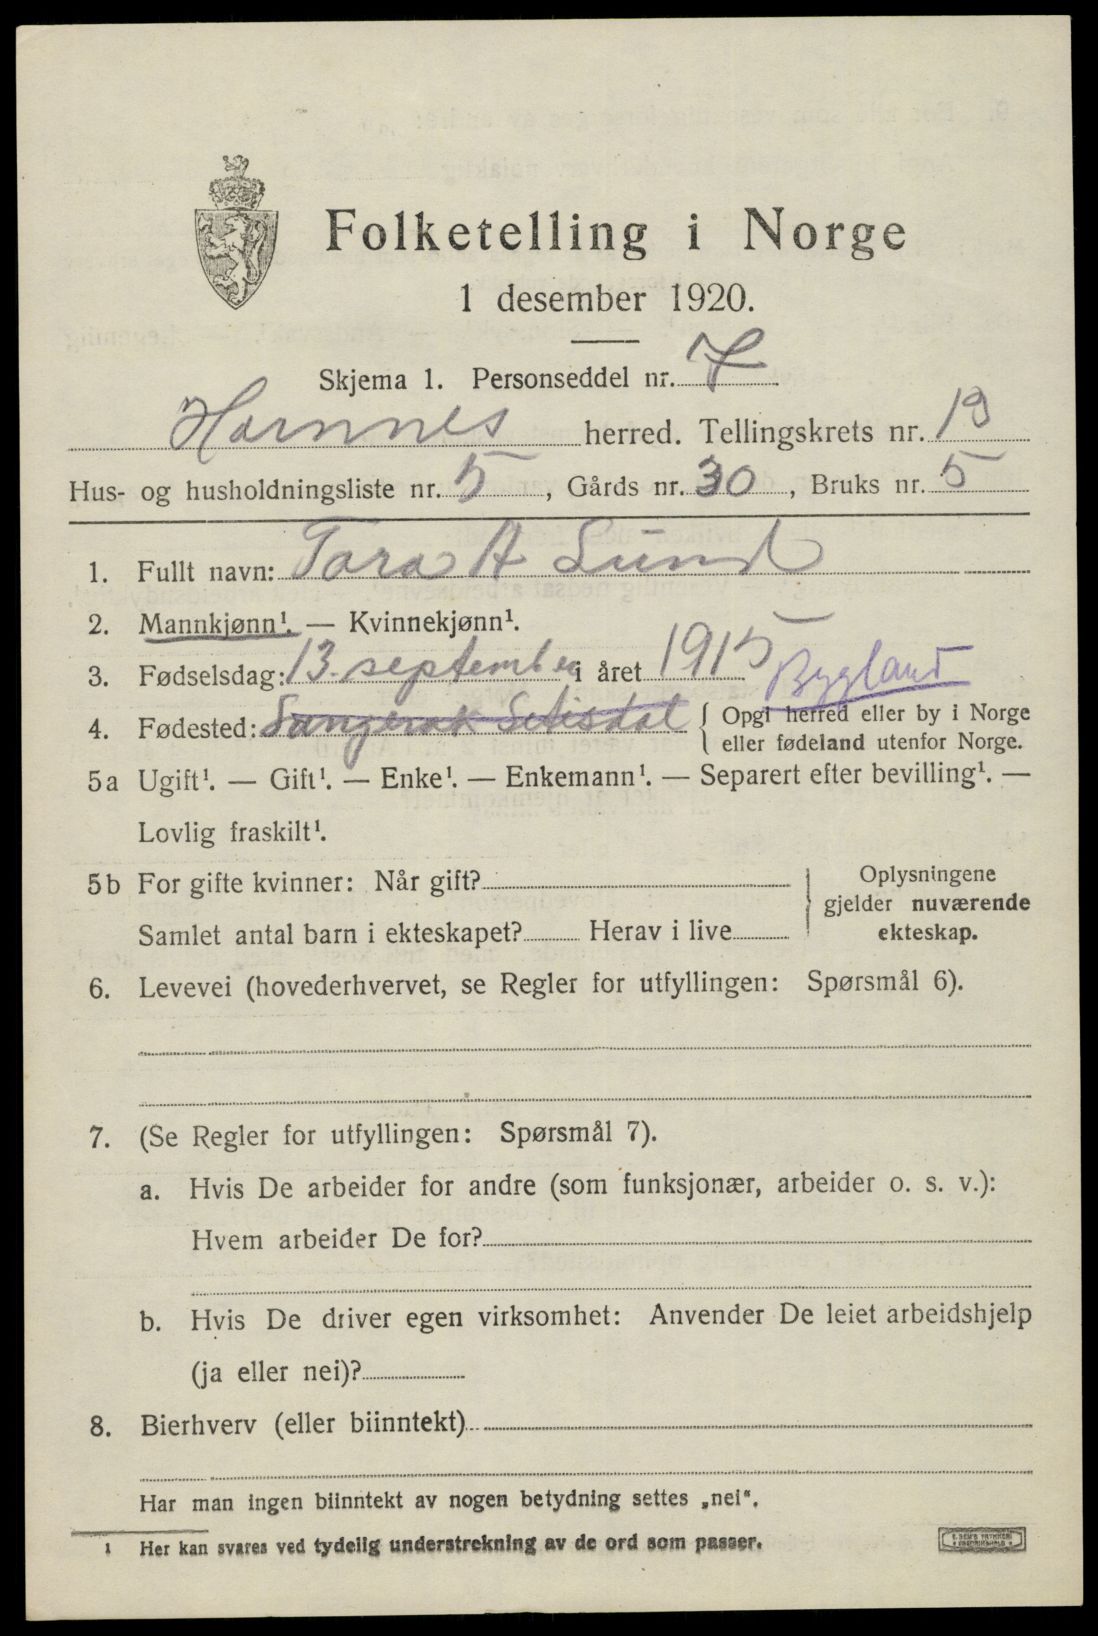 Folketelling i Norge
1 desember 1920.
Skjema 1. Personseddel nr. 7
Hornnes herred. Tellingskrets nr. 13
Hus- og husholdningsliste nr. 5, Gårds nr. 30, Bruks nr. 5
1. Fullt navn: Tora A Lund
2. Mannkjønn¹. — Kvinnekjønn¹.
3. Fødselsdag: 13. september i året 1915
Bygland
4. Fødested: Setisdal { Opgi herred eller by i Norge
eller fødeland utenfor Norge.
5a Ugift¹. — Gift¹. — Enke¹. — Enkemann¹. — Separert efter bevilling¹. —
Lovlig fraskilt¹.
5b For gifte kvinner: Når gift? } Oplysningene
gjelder nuværende
Samlet antal barn i ekteskapet? Herav i live ekteskap.
6. Levevei (hovederhvervet, se Regler for utfyllingen: Spørsmål 6).
7. (Se Regler for utfyllingen: Spørsmål 7).
a. Hvis De arbeider for andre (som funksjonær, arbeider o. s. v.):
Hvem arbeider De for?
b. Hvis De driver egen virksomhet: Anvender De leiet arbeidshjelp
(ja eller nei)?
8. Bierhverv (eller biinntekt)
Har man ingen biinntekt av nogen betydning settes „nei“.
1 Her kan svares ved tydelig understrekning av de ord som passer.